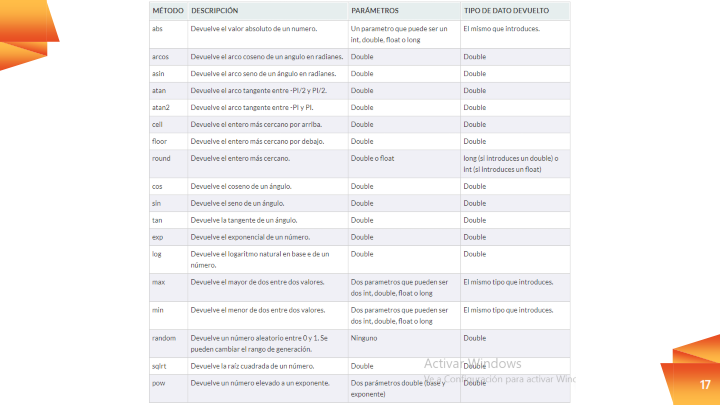 MÉTODO DESCRIPCIÓN PARÁMETROS TIPO DE DATO DEVUELTO
abs Devuelve el valor absoluto de un numero. Un parametro que puede ser un El mismo que introduces.
int, double, float o long
arcos Devuelve el arco coseno de un angulo en radianes. Double Double
asin Devuelve el arco seno de un ángulo en radianes. Double Double
atan Devuelve el arco tangente entre -PI/2 y PI/2. Double Double
atan2 Devuelve el arco tangente entre -PI y PI. Double Double
ceil Devuelve el entero más cercano por arriba. Double Double
floor Devuelve el entero más cercano por debajo. Double Double
round Devuelve el entero más cercano. Double o float long (si introduces un double) o
int (si introduces un float)
cos Devuelve el coseno de un ángulo. Double Double
sin Devuelve el seno de un ángulo. Double Double
tan Devuelve la tangente de un ángulo. Double Double
exp Devuelve el exponencial de un número. Double Double
log Devuelve el logaritmo natural en base e de un Double Double
número.
max Devuelve el mayor de dos entre dos valores. Dos parametros que pueden ser El mismo tipo que introduces.
dos int, double, float o long
min Devuelve el menor de dos entre dos valores. Dos parametros que pueden ser El mismo tipo que introduces.
dos int, double, float o long
random Devuelve un número aleatorio entre 0 y 1. Se Ninguno Double
pueden cambiar el rango de generación.
sqlrt Devuelve la raíz cuadrada de un número. Double Double
pow Devuelve un número elevado a un exponente. Dos parámetros double (base y Double
exponente)
Activar Windows
Ve a Configuración para activar Winc
17